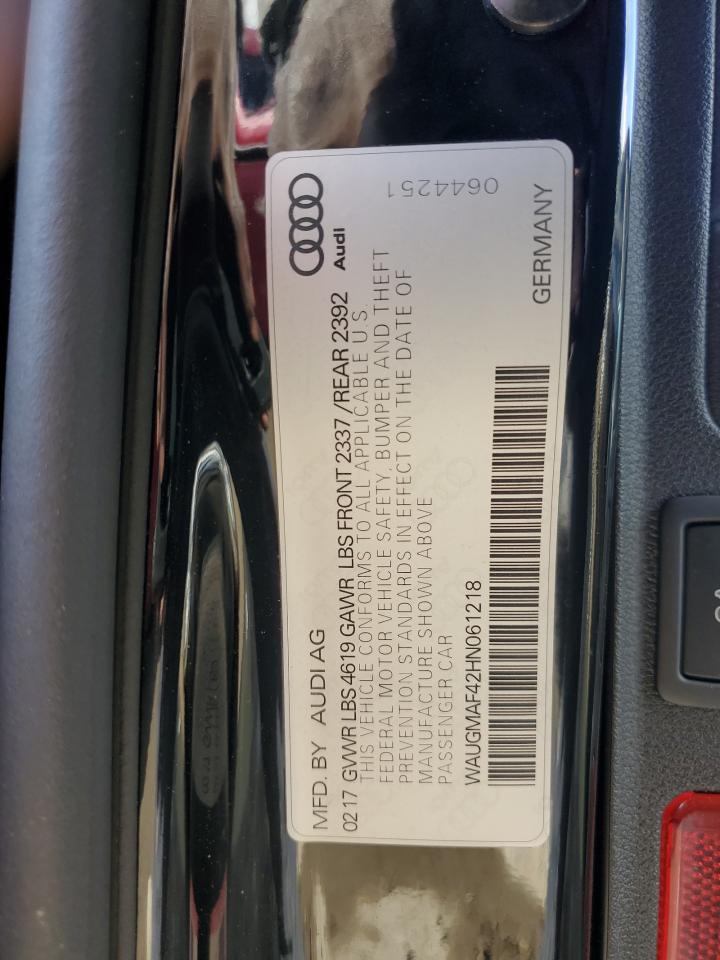 MFD. BY AUDI AG
0217 GVWR LBS 4619 GAWR LBS FRONT 2337 /REAR 2392
THIS VEHICLE CONFORMS TO ALL APPLICABLE U.S.
FEDERAL MOTOR VEHICLE SAFETY, BUMPER AND THEFT
PREVENTION STANDARDS IN EFFECT ON THE DATE OF
MANUFACTURE SHOWN ABOVE
PASSENGER CAR
WAUGMAF42HN061218
Audi
0644251
GERMANY